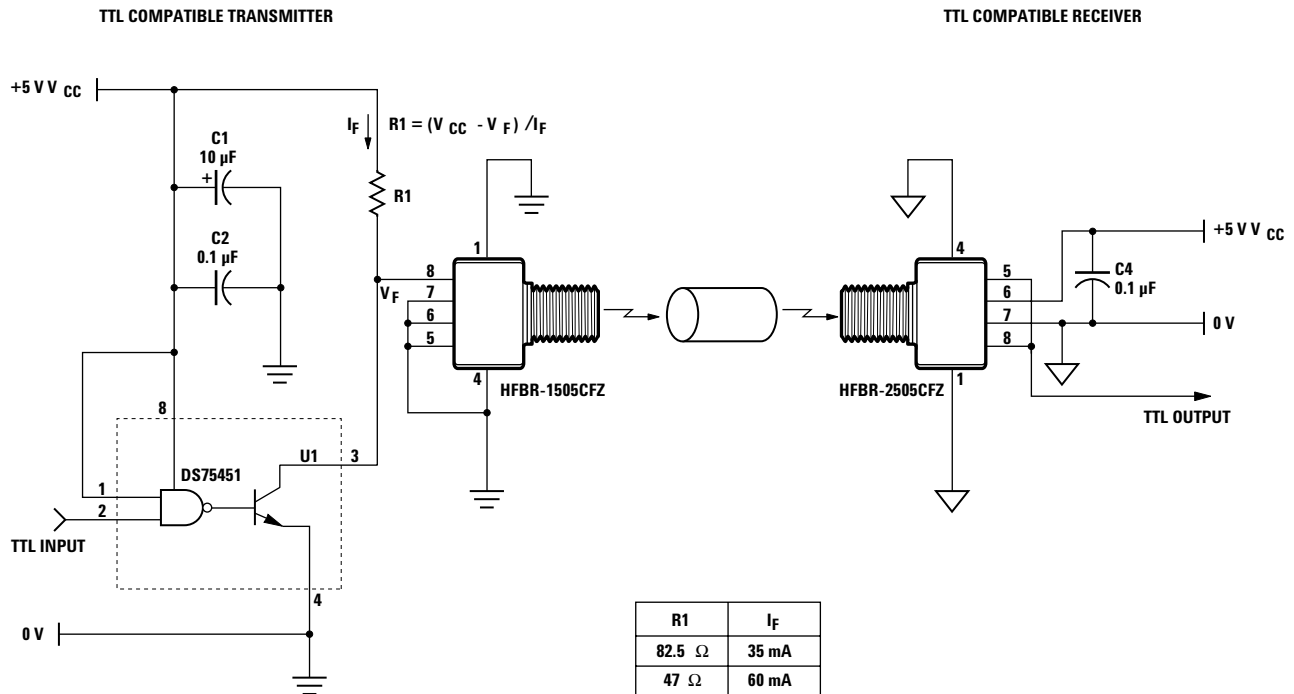 TTL COMPATIBLE TRANSMITTER
TTL COMPATIBLE RECEIVER
+5 V V CC
I F
R1 = (V CC - V F ) /I F
C1
10 µF
+
R1
C2
0.1 µF
1
8
V F
7
6
5
4
HFBR-1505CFZ
4
5
6
7
8
1
HFBR-2505CFZ
+5 V V CC
C4
0.1 µF
0 V
TTL OUTPUT
8
DS75451
U1
3
1
2
TTL INPUT
4
0 V
R1 I F
82.5 Ω 35 mA
47 Ω 60 mA